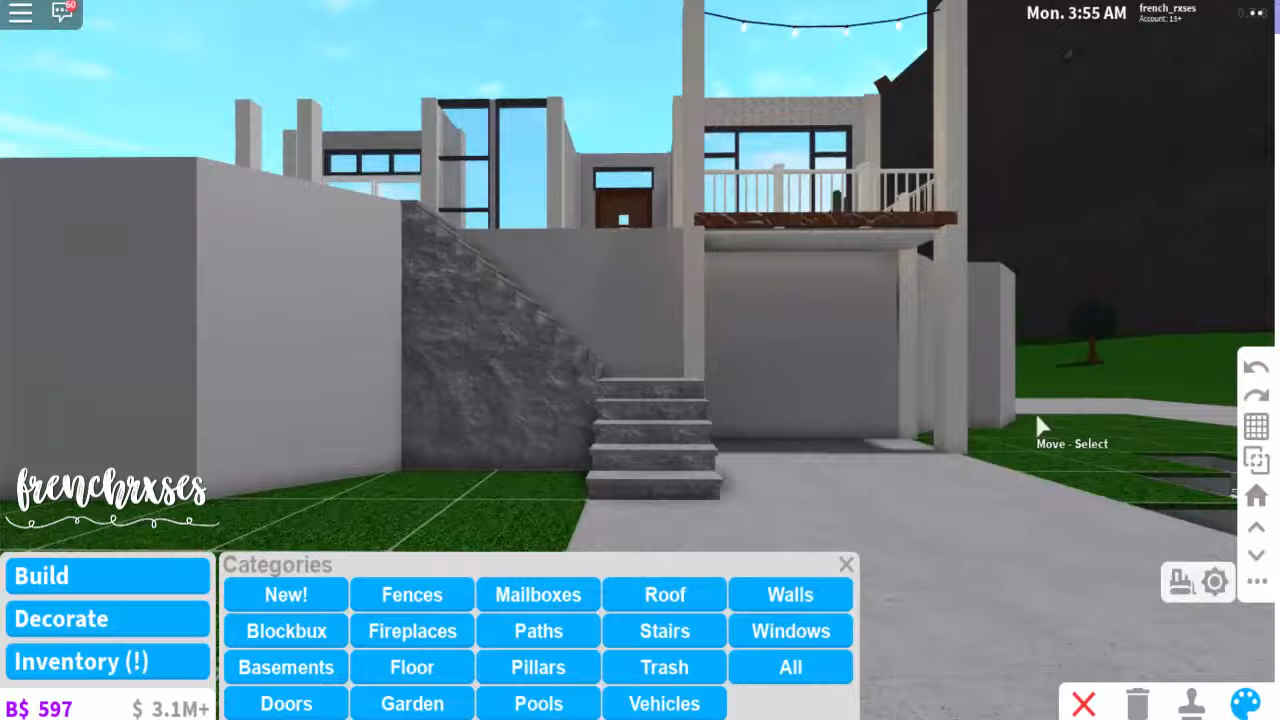 60
Mon. 3:55 AM
french_rxses
Account: 13+
Move - Select
frenchrxses
Build
Decorate
Inventory (!)
B$ 597
$ 3.1M+
Categories
New!
Fences
Mailboxes
Roof
Walls
Blockbux
Fireplaces
Paths
Stairs
Windows
Basements
Floor
Pillars
Trash
All
Doors
Garden
Pools
Vehicles